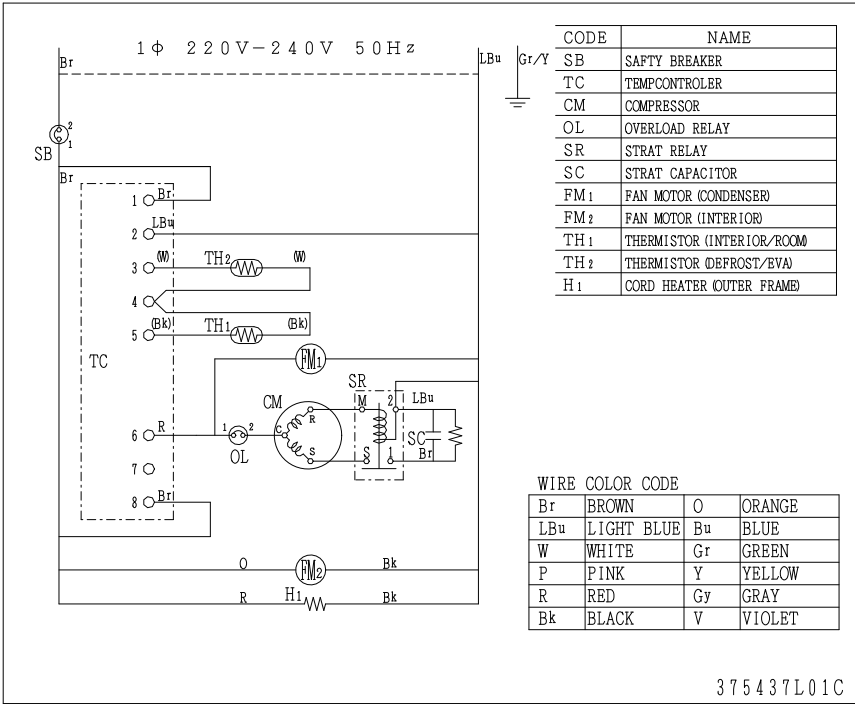 1Φ 220V-240V 50Hz
Br
LBu
Gr/Y
2
1
SB
Br
1 Br
2 LBu
3 (W) TH2 (W)
4
5 (Bk) TH1 (Bk)
TC
FM1
SR
CM
M 2 LBu
R
6 R 1 2 C
OL
SC
S S 1 Br
7
8 Br
O FM2 Bk
R H1 Bk
CODE NAME
SB SAFTY BREAKER
TC TEMPCONTROLER
CM COMPRESSOR
OL OVERLOAD RELAY
SR STRAT RELAY
SC STRAT CAPACITOR
FM1 FAN MOTOR (CONDENSER)
FM2 FAN MOTOR (INTERIOR)
TH1 THERMISTOR (INTERIOR/ROOM)
TH2 THERMISTOR (DEFROST/EVA)
H1 CORD HEATER (OUTER FRAME)
WIRE COLOR CODE
Br BROWN O ORANGE
LBu LIGHT BLUE Bu BLUE
W WHITE Gr GREEN
P PINK Y YELLOW
R RED Gy GRAY
Bk BLACK V VIOLET
375437L01C